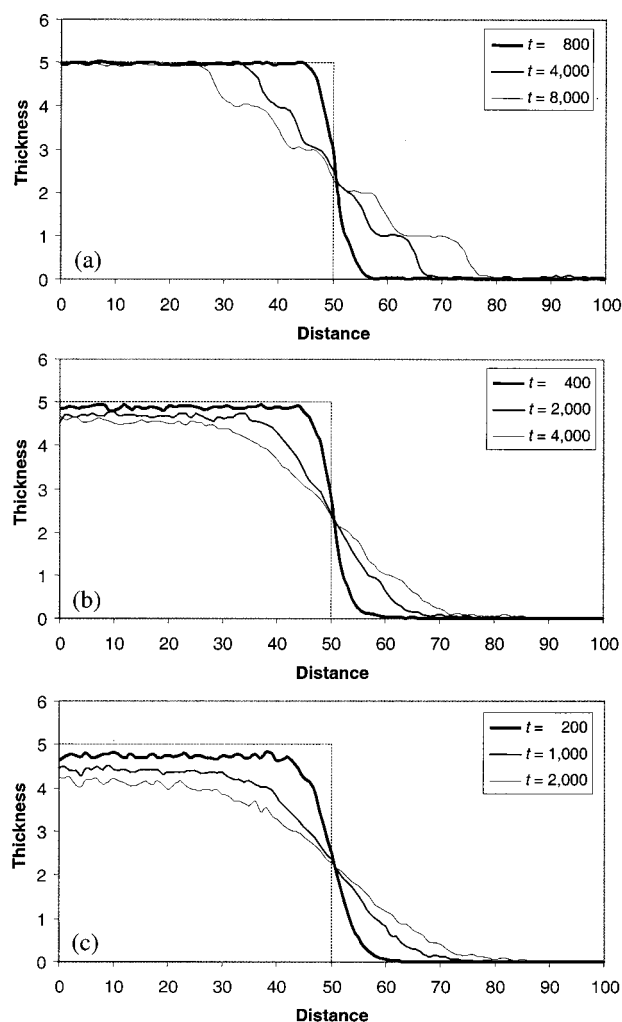 6
5
4
3
2
1
0
Thickness
t = 800
t = 4,000
t = 8,000
(a)
0 10 20 30 40 50 60 70 80 90 100
Distance
6
5
4
3
2
1
0
Thickness
t = 400
t = 2,000
t = 4,000
(b)
0 10 20 30 40 50 60 70 80 90 100
Distance
6
5
4
3
2
1
0
Thickness
t = 200
t = 1,000
t = 2,000
(c)
0 10 20 30 40 50 60 70 80 90 100
Distance